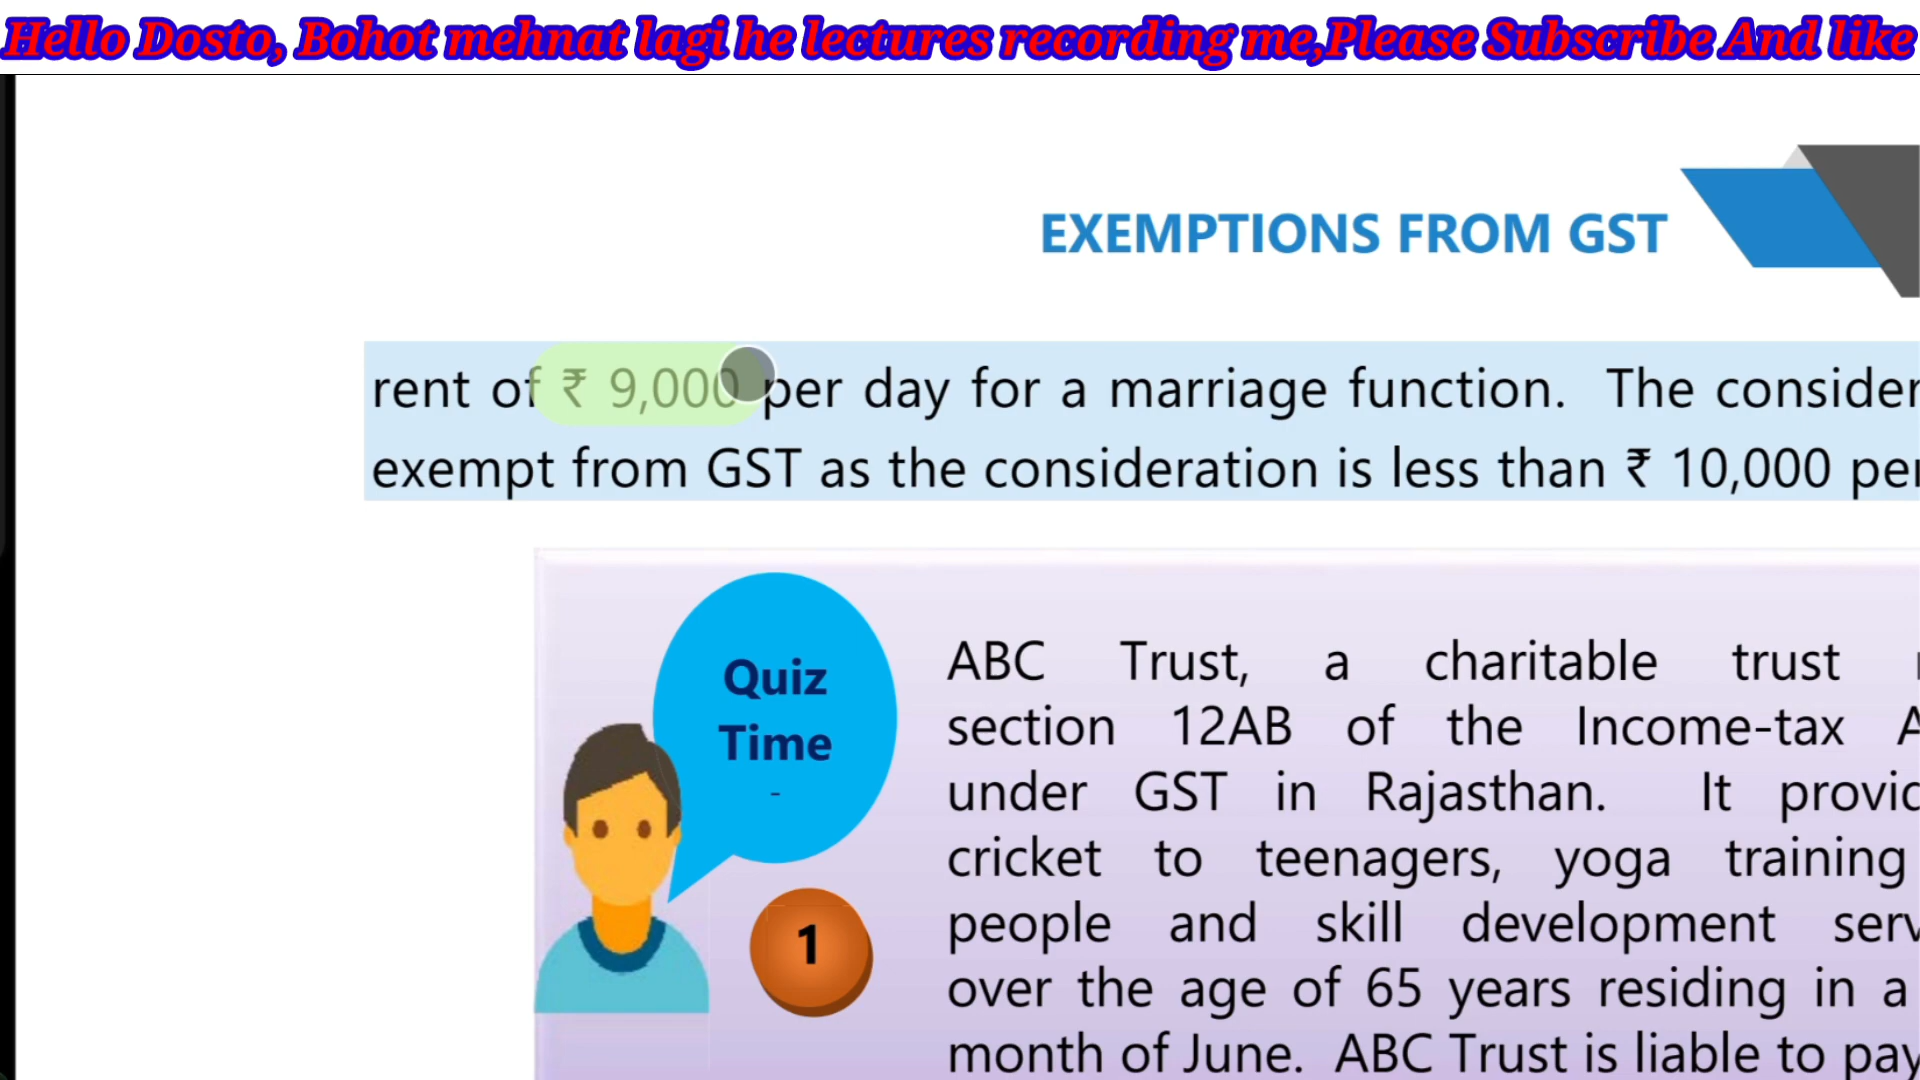 Hello Dosto, Bohot mehnat lagi he lectures recording me,Please Subscribe And like
EXEMPTIONS FROM GST
rent of ₹ 9,000 per day for a marriage function. The consider
exempt from GST as the consideration is less than ₹ 10,000 per
Quiz
Time
-
1
ABC Trust, a charitable trust
section 12AB of the Income-tax A
under GST in Rajasthan. It provid
cricket to teenagers, yoga training
people and skill development serv
over the age of 65 years residing in a
month of June. ABC Trust is liable to pay